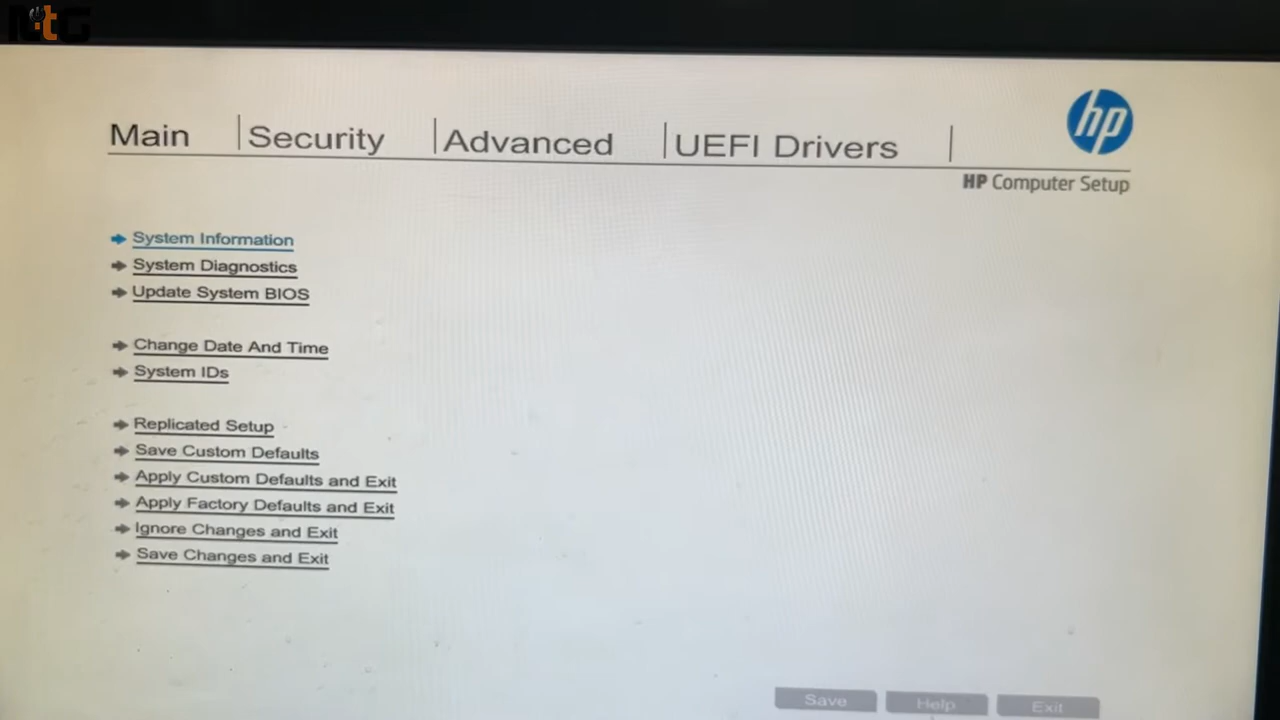 NtG
Main
Security
Advanced
UEFI Drivers
hp
HP Computer Setup
System Information
System Diagnostics
Update System BIOS
Change Date And Time
System IDs
Replicated Setup
Save Custom Defaults
Apply Custom Defaults and Exit
Apply Factory Defaults and Exit
Ignore Changes and Exit
Save Changes and Exit
Save
Help
Exit